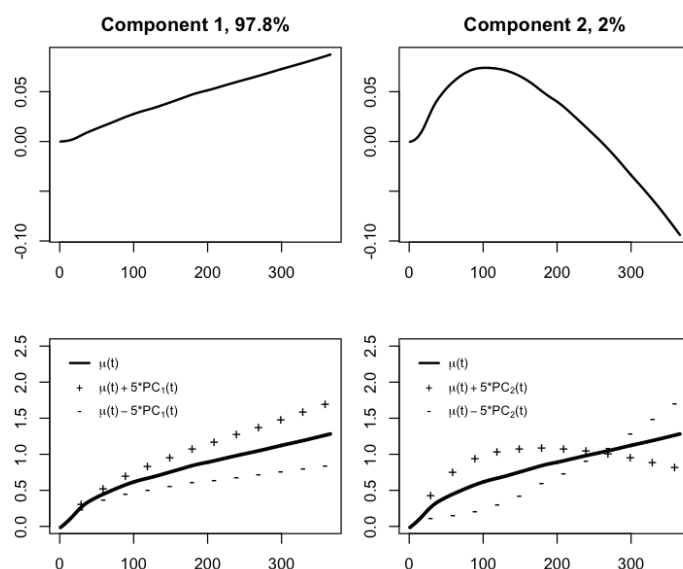 Component 1, 97.8%
Component 2, 2%
0.05
0.00
-0.10
0 100 200 300
0.05
0.00
-0.10
0 100 200 300
2.5
2.0
1.5
1.0
0.5
0.0
μ(t)
+ μ(t) + 5*PC₁(t)
- μ(t) − 5*PC₁(t)
0 100 200 300
2.5
2.0
1.5
1.0
0.5
0.0
μ(t)
+ μ(t) + 5*PC₂(t)
- μ(t) − 5*PC₂(t)
0 100 200 300